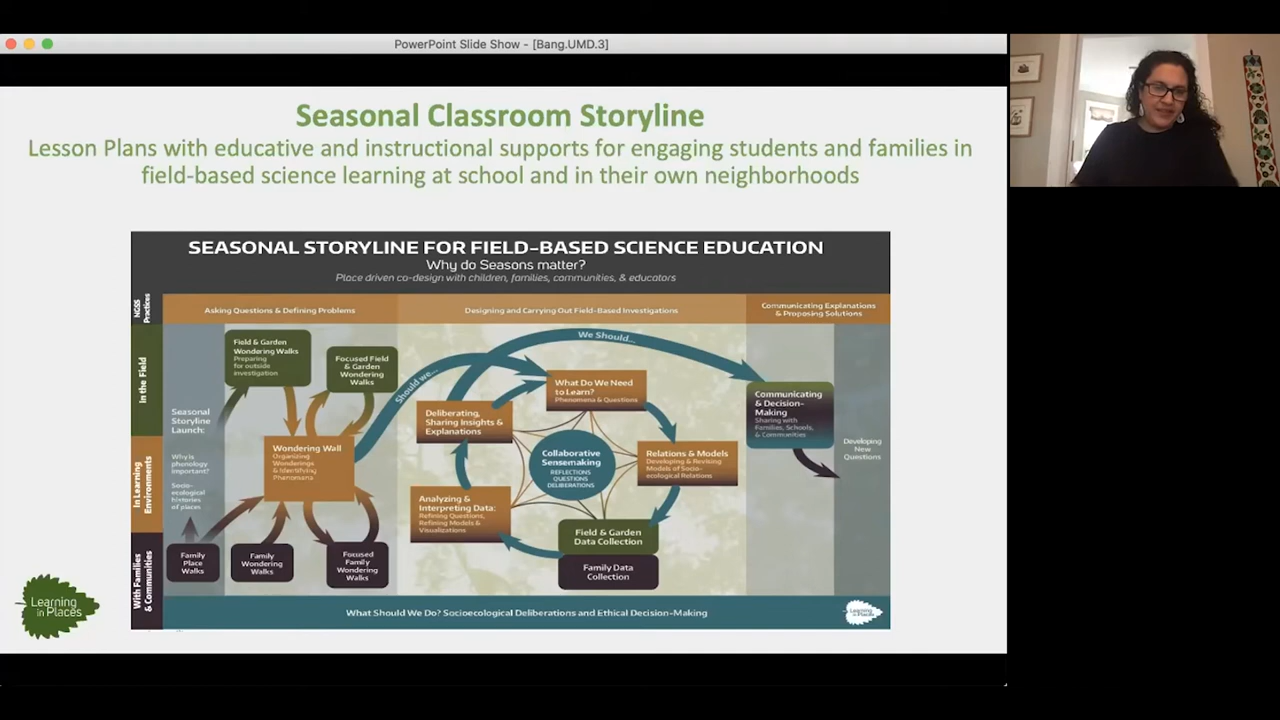 PowerPoint Slide Show - [Bang.UMD.3]
Seasonal Classroom Storyline
Lesson Plans with educative and instructional supports for engaging students and families in
field-based science learning at school and in their own neighborhoods
SEASONAL STORYLINE FOR FIELD-BASED SCIENCE EDUCATION
Why do Seasons matter?
Place driven co-design with children, families, communities, & educators
NGSS
Practices
Asking Questions & Defining Problems
Designing and Carrying Out Field-Based Investigations
Communicating Explanations
& Proposing Solutions
In the Field
In Learning
Environments
With Families
& Communities
Seasonal
Storyline
Launch:
Why is
phenology
important?
Socio-
ecological
histories
of places
Field & Garden
Wondering Walks
Preparing
for outside
investigation
Focused Field
& Garden
Wondering
Walks
Wondering Wall
Organizing
Wonderings
& Identifying
Phenomena
Family
Place
Walks
Family
Wondering
Walks
Focused
Family
Wondering
Walks
Should we...
We Should...
What Do We Need
to Learn?
Phenomena & Questions
Deliberating,
Sharing Insights &
Explanations
Collaborative
Sensemaking
REFLECTIONS
QUESTIONS
DELIBERATIONS
Relations & Models
Developing & Revising
Models of Socio-
ecological Relations
Analyzing &
Interpreting Data:
Refining Questions,
Refining Models &
Visualizations
Field & Garden
Data Collection
Family Data
Collection
Communicating
& Decision-
Making
Sharing with
Families, Schools,
& Communities
Developing
New
Questions
What Should We Do? Socioecological Deliberations and Ethical Decision-Making
Learning
in Places
Learning
in Places